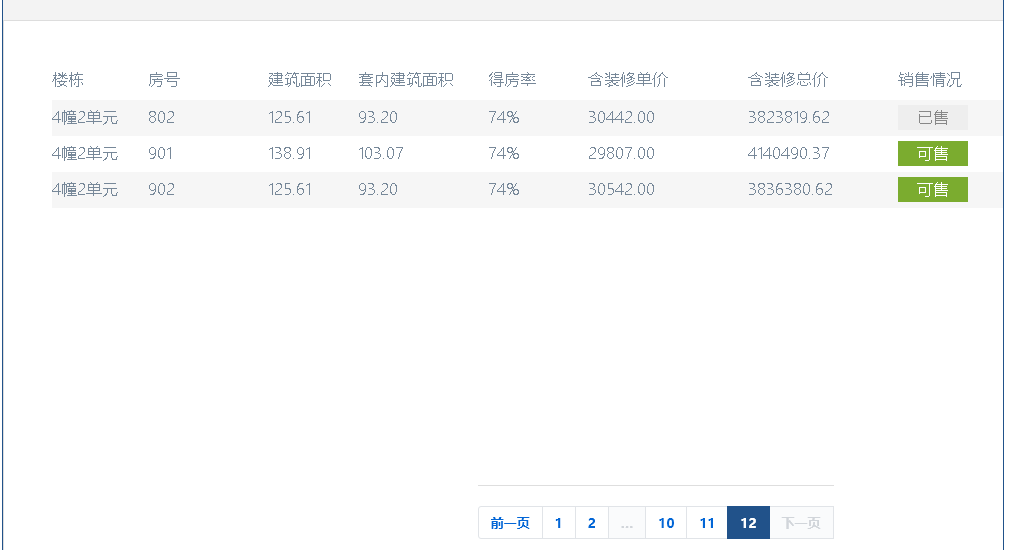 楼栋 房号 建筑面积 套内建筑面积 得房率 含装修单价 含装修总价 销售情况
4幢2单元 802 125.61 93.20 74% 30442.00 3823819.62 已售
4幢2单元 901 138.91 103.07 74% 29807.00 4140490.37 可售
4幢2单元 902 125.61 93.20 74% 30542.00 3836380.62 可售
前一页 1 2 ... 10 11 12 下一页